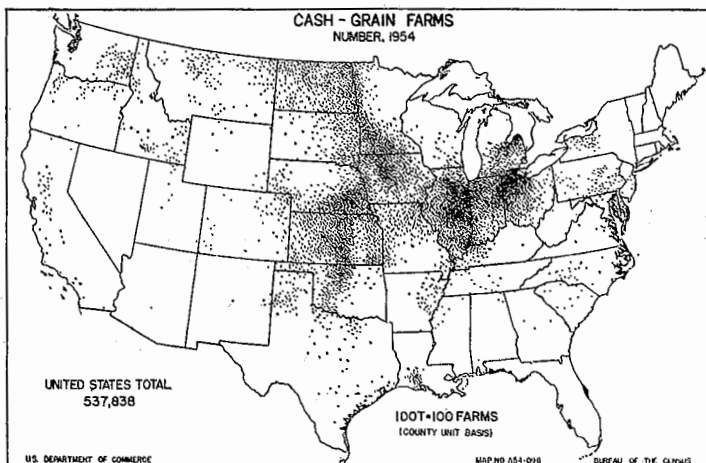 CASH - GRAIN FARMS
NUMBER, 1954
UNITED STATES TOTAL
537,838
1 DOT=100 FARMS
(COUNTY UNIT BASIS)
U.S. DEPARTMENT OF COMMERCE
MAP NO. A54-098
BUREAU OF THE CENSUS